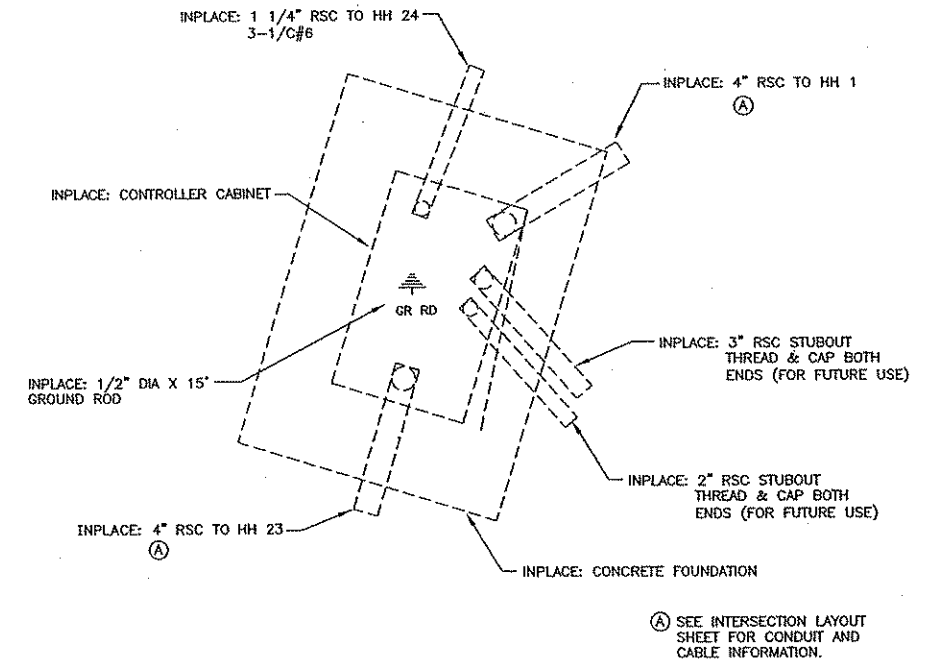 INPLACE: 1 1/4" RSC TO HH 24
3-1/C#6
INPLACE: 4" RSC TO HH 1
(A)
INPLACE: CONTROLLER CABINET
GR RD
INPLACE: 3" RSC STUBOUT
THREAD & CAP BOTH
ENDS (FOR FUTURE USE)
INPLACE: 1/2" DIA X 15'
GROUND ROD
INPLACE: 2" RSC STUBOUT
THREAD & CAP BOTH
ENDS (FOR FUTURE USE)
INPLACE: 4" RSC TO HH 23
(A)
INPLACE: CONCRETE FOUNDATION
(A) SEE INTERSECTION LAYOUT
SHEET FOR CONDUIT AND
CABLE INFORMATION.